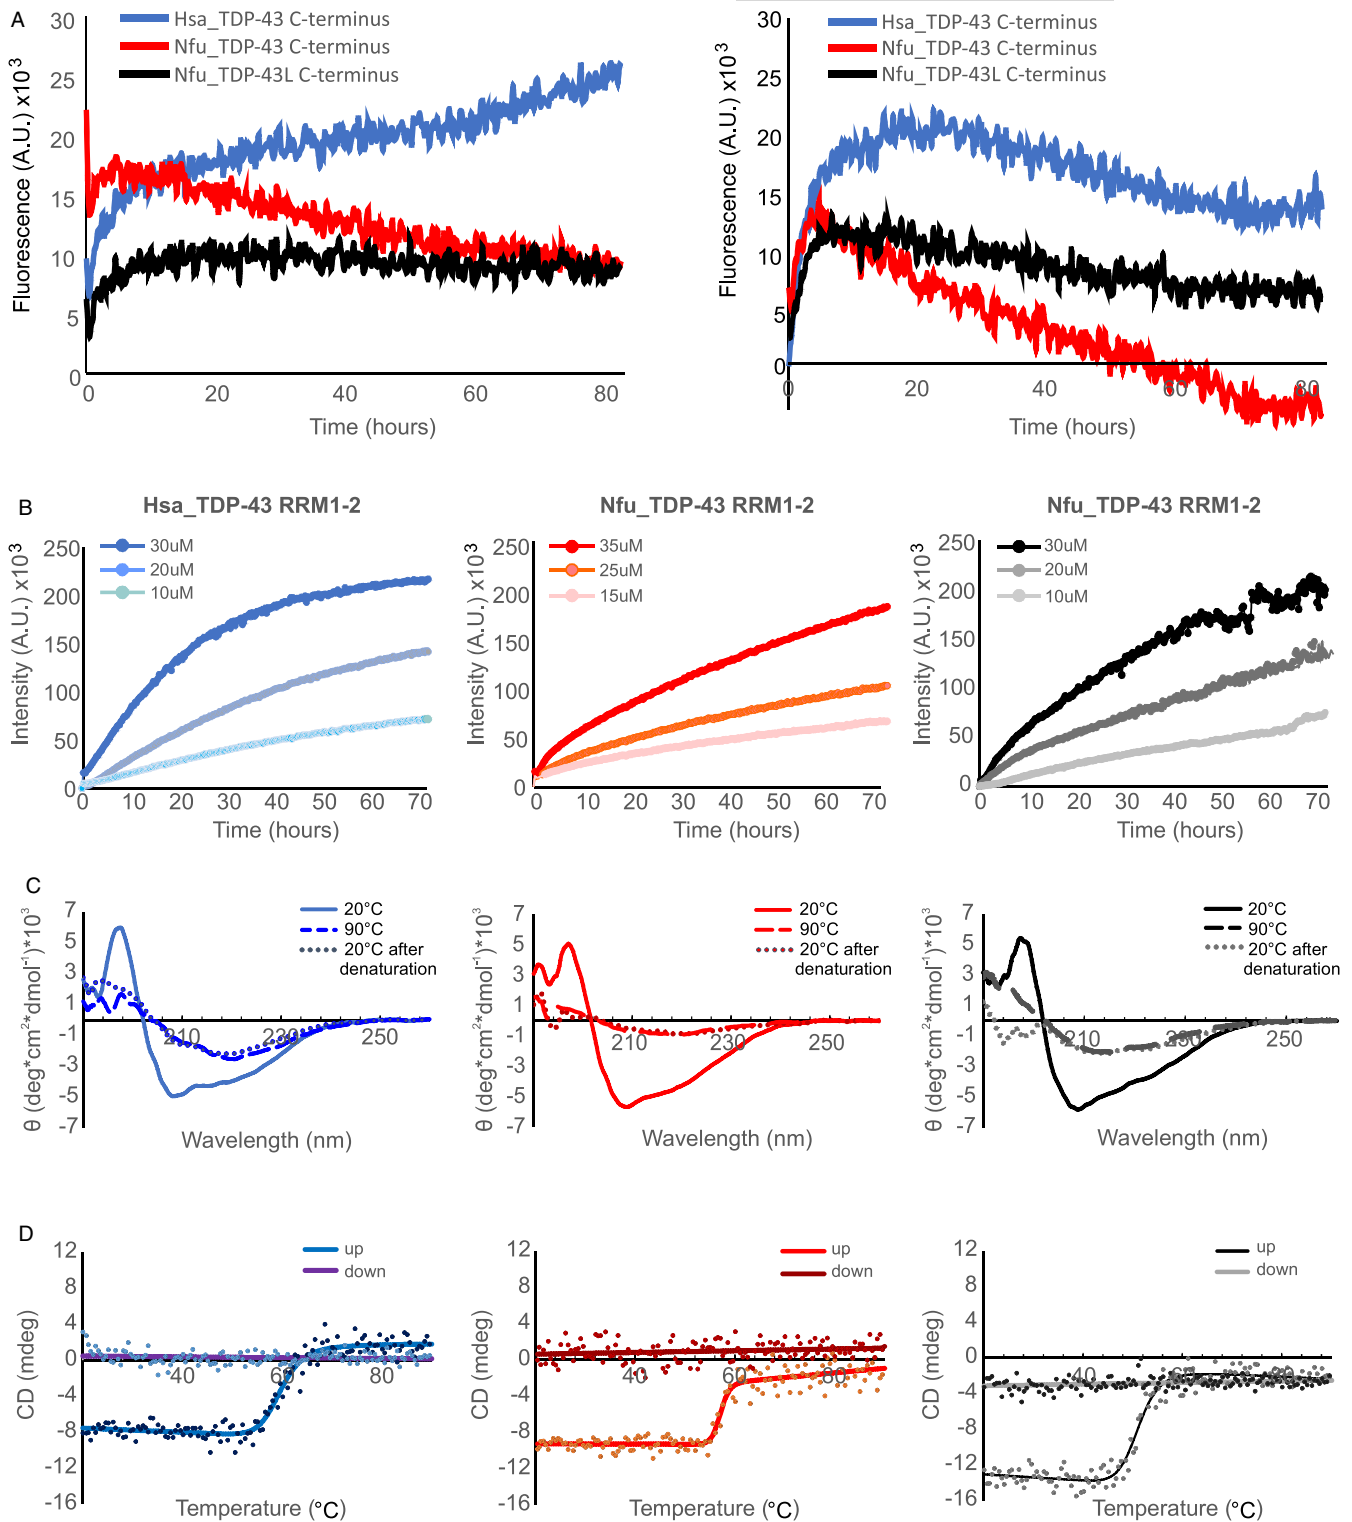 A
Fluorescence (A.U.) x10³
30
25
20
15
10
5
0
0 20 40 60 80
Time (hours)
Hsa_TDP-43 C-terminus
Nfu_TDP-43 C-terminus
Nfu_TDP-43L C-terminus
Fluorescence (A.U.) x10³
30
25
20
15
10
5
0
0 20 40 60 80
Time (hours)
Hsa_TDP-43 C-terminus
Nfu_TDP-43 C-terminus
Nfu_TDP-43L C-terminus
B
Hsa_TDP-43 RRM1-2
Intensity (A.U.) x10³
250
200
150
100
50
0
0 10 20 30 40 50 60 70
Time (hours)
30uM
20uM
10uM
Nfu_TDP-43 RRM1-2
Intensity (A.U.) x10³
250
200
150
100
50
0
0 10 20 30 40 50 60 70
Time (hours)
35uM
25uM
15uM
Nfu_TDP-43 RRM1-2
Intensity (A.U.) x10³
250
200
150
100
50
0
0 10 20 30 40 50 60 70
Time (hours)
30uM
20uM
10uM
C
θ (deg*cm²*dmol⁻¹)*10³
7
5
3
1
-1
-3
-5
-7
210 230 250
Wavelength (nm)
20°C
90°C
20°C after
denaturation
θ (deg*cm²*dmol⁻¹)*10³
7
5
3
1
-1
-3
-5
-7
210 230 250
Wavelength (nm)
20°C
90°C
20°C after
denaturation
θ (deg*cm²*dmol⁻¹)*10³
7
5
3
1
-1
-3
-5
-7
210 230 250
Wavelength (nm)
20°C
90°C
20°C after
denaturation
D
CD (mdeg)
12
8
4
0
-4
-8
-12
-16
40 60 80
Temperature (°C)
up
down
CD (mdeg)
12
8
4
0
-4
-8
-12
-16
40 60 80
Temperature (°C)
up
down
CD (mdeg)
12
8
4
0
-4
-8
-12
-16
40 60 80
Temperature (°C)
up
down